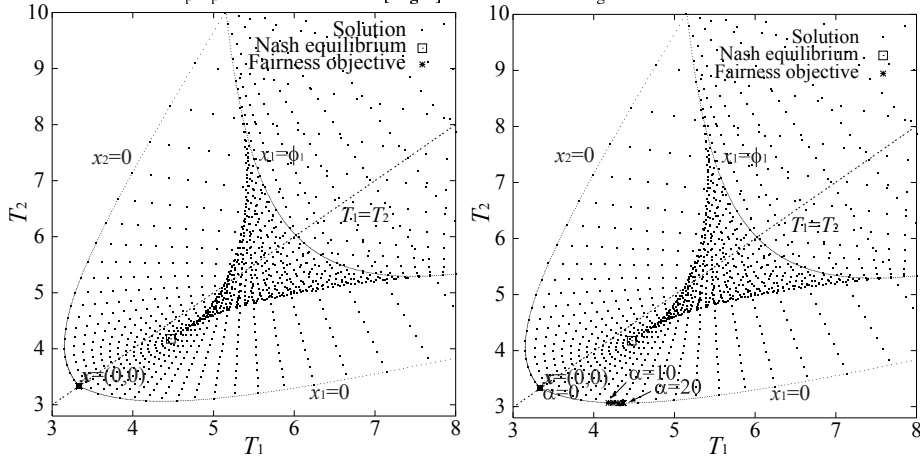 Solution
Nash equilibrium
Fairness objective
10
9
8
7
6
5
4
3
T2
x2=0
x1=ϕ1
T1=T2
x=(0,0)
x1=0
3 4 5 6 7 8
T1
Solution
Nash equilibrium
Fairness objective
10
9
8
7
6
5
4
3
T2
x2=0
x1=ϕ1
T1=T2
x=(0,0)
α=0
α=10
α=20
x1=0
3 4 5 6 7 8
T1